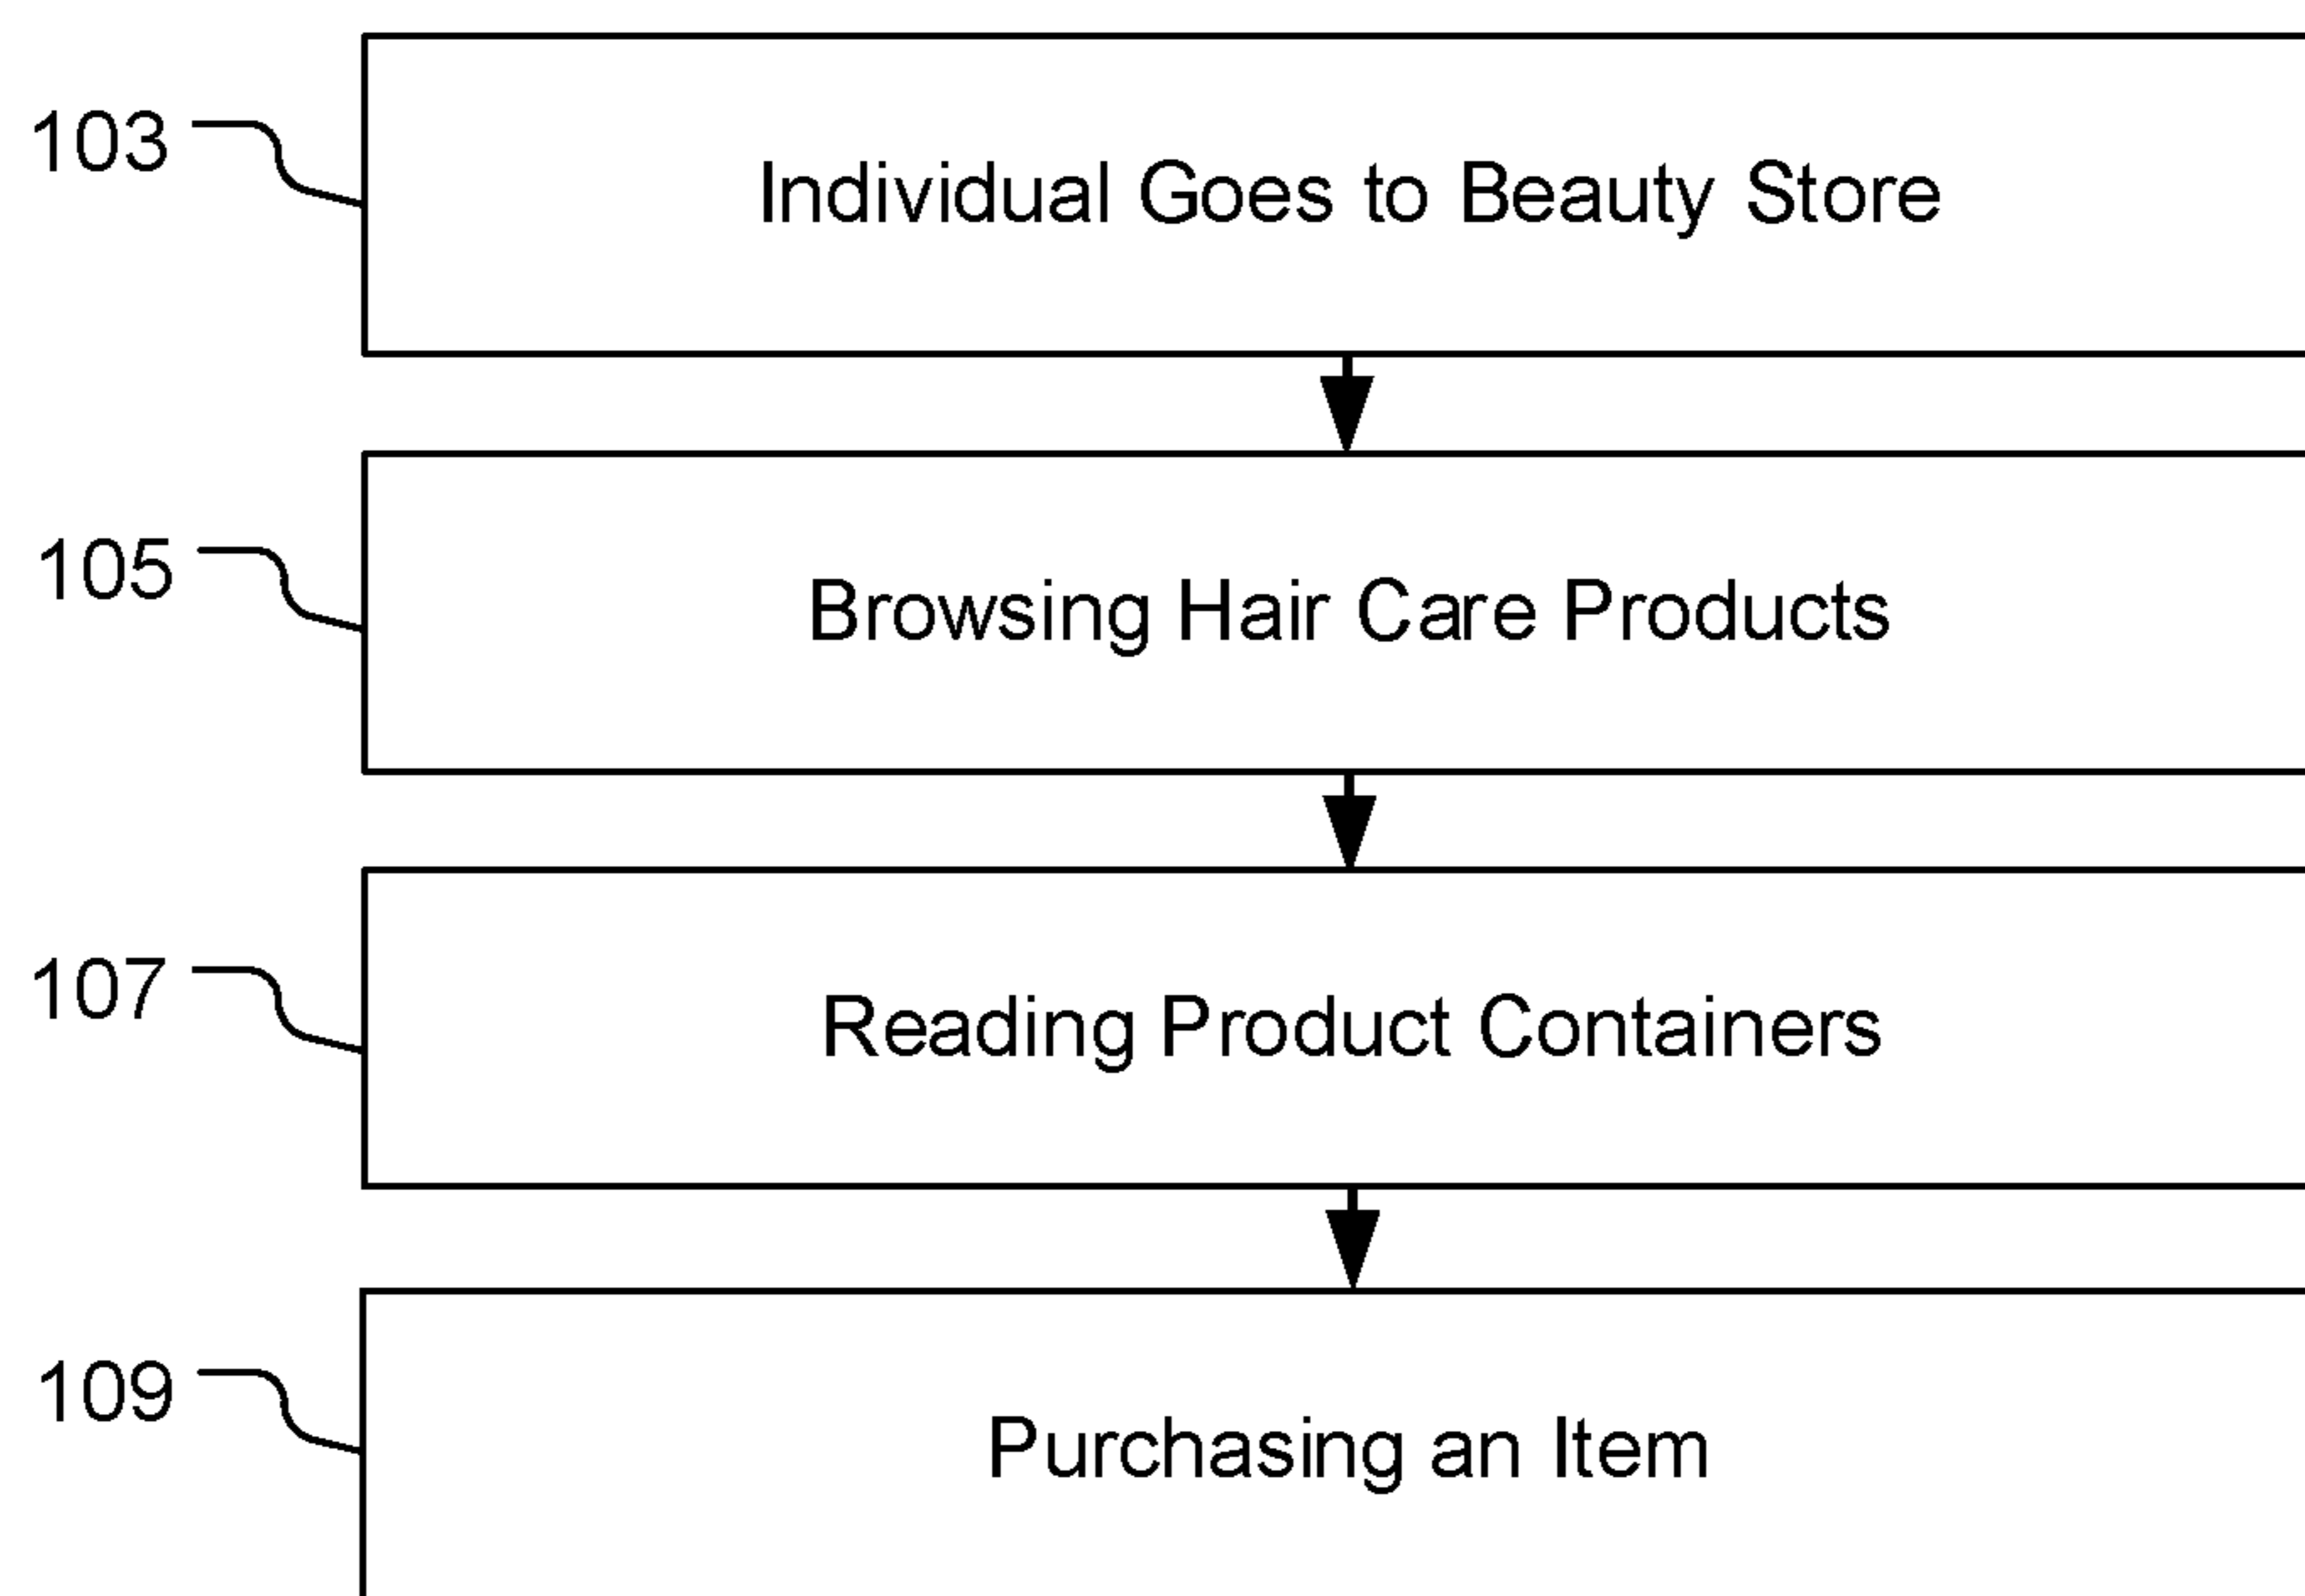 103
Individual Goes to Beauty Store
105
Browsing Hair Care Products
107
Reading Product Containers
109
Purchasing an Item